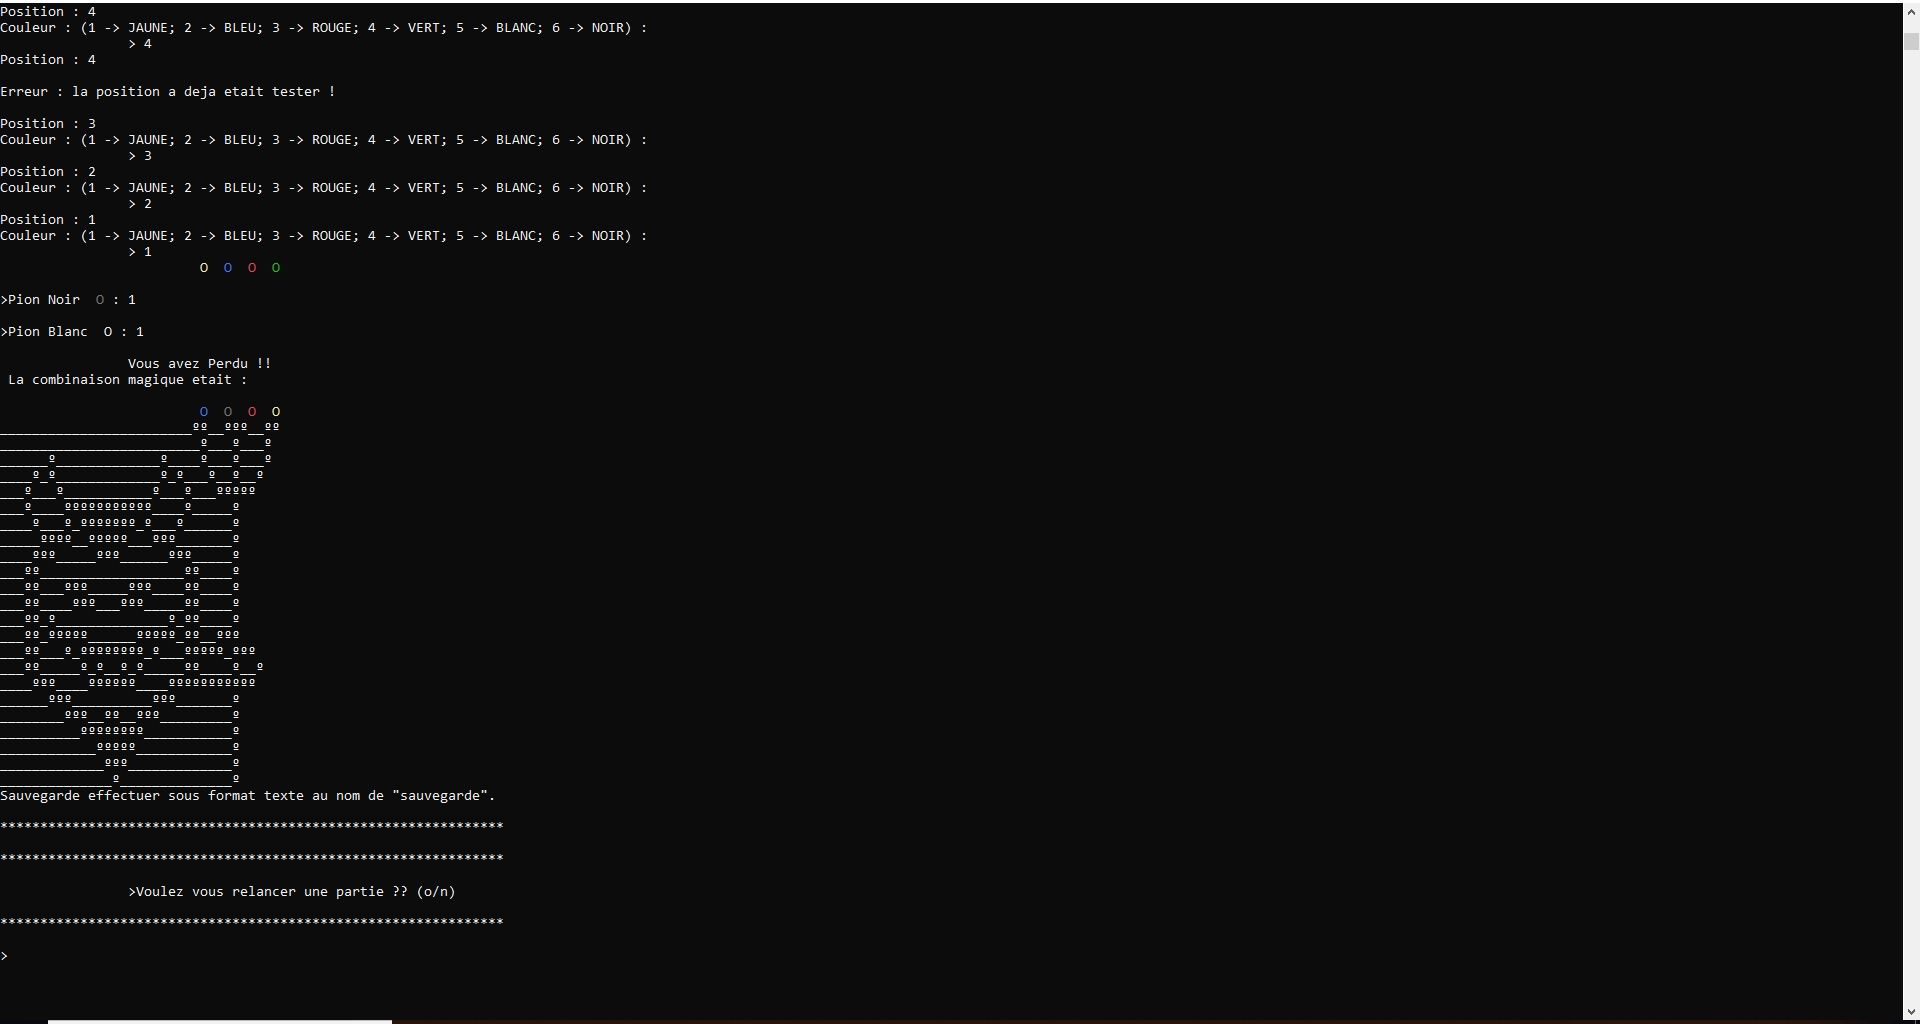 Position : 4
Couleur : (1 -> JAUNE; 2 -> BLEU; 3 -> ROUGE; 4 -> VERT; 5 -> BLANC; 6 -> NOIR) :
> 4
Position : 4
Erreur : la position a deja etait tester !
Position : 3
Couleur : (1 -> JAUNE; 2 -> BLEU; 3 -> ROUGE; 4 -> VERT; 5 -> BLANC; 6 -> NOIR) :
> 3
Position : 2
Couleur : (1 -> JAUNE; 2 -> BLEU; 3 -> ROUGE; 4 -> VERT; 5 -> BLANC; 6 -> NOIR) :
> 2
Position : 1
Couleur : (1 -> JAUNE; 2 -> BLEU; 3 -> ROUGE; 4 -> VERT; 5 -> BLANC; 6 -> NOIR) :
> 1
O O O O
>Pion Noir O : 1
>Pion Blanc O : 1
Vous avez Perdu !!
La combinaison magique etait :
O O O O
Sauvegarde effectuer sous format texte au nom de "sauvegarde".
***************************************************************
***************************************************************
>Voulez vous relancer une partie ?? (o/n)
***************************************************************
>